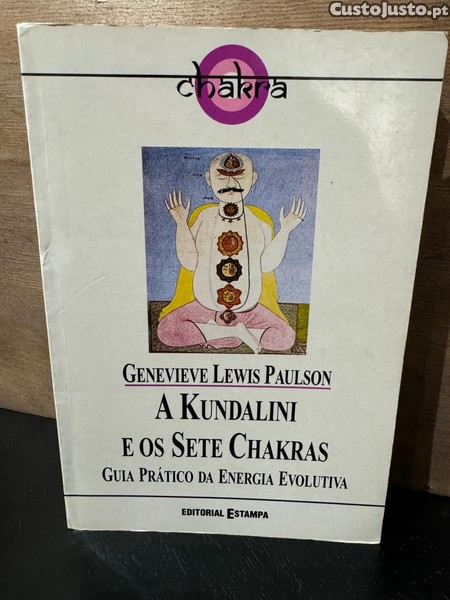 CustoJusto.pt
chakra
GENEVIEVE LEWIS PAULSON
A KUNDALINI
E OS SETE CHAKRAS
GUIA PRÁTICO DA ENERGIA EVOLUTIVA
EDITORIAL ESTAMPA